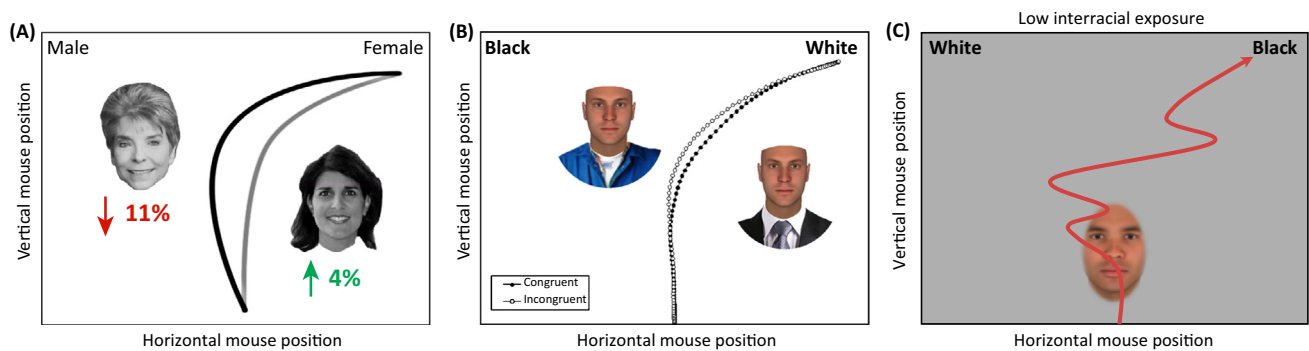 (A)
Male
Female
11%
4%
Vertical mouse position
Horizontal mouse position
(B)
Black
White
Congruent
Incongruent
Vertical mouse position
Horizontal mouse position
Low interracial exposure
(C)
White
Black
Vertical mouse position
Horizontal mouse position